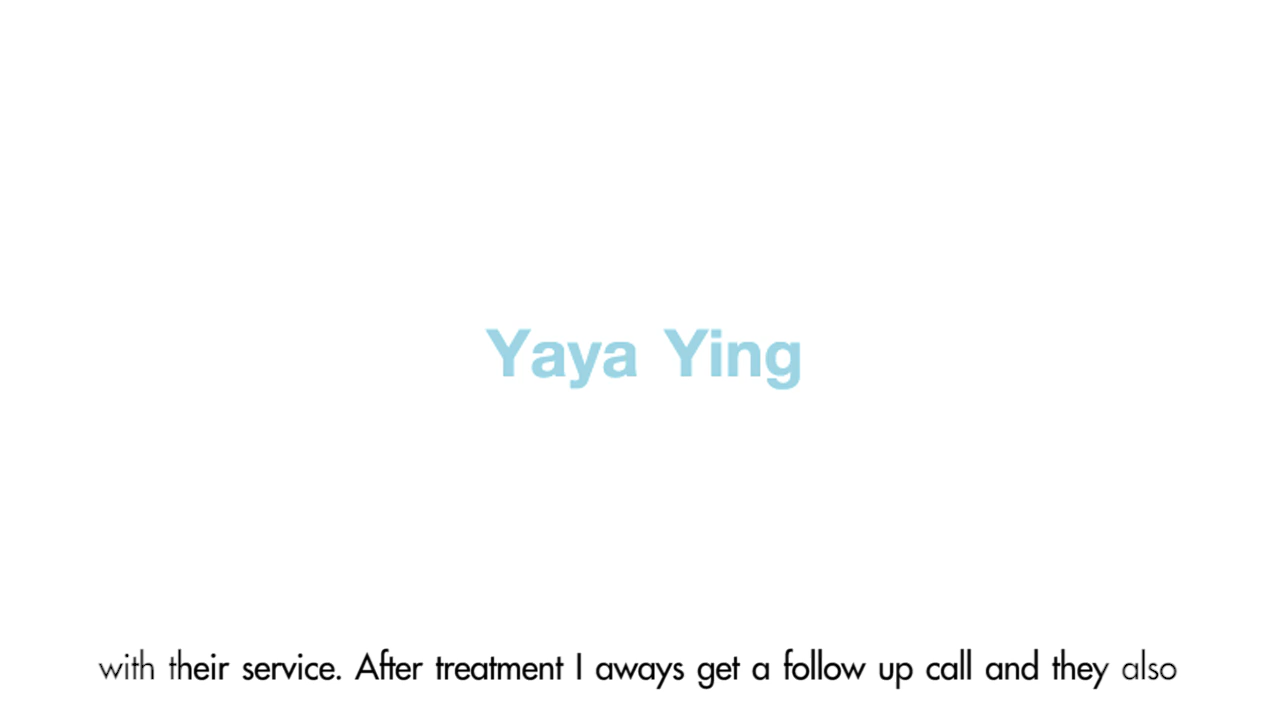 Yaya Ying
with their service. After treatment I aways get a follow up call and they also